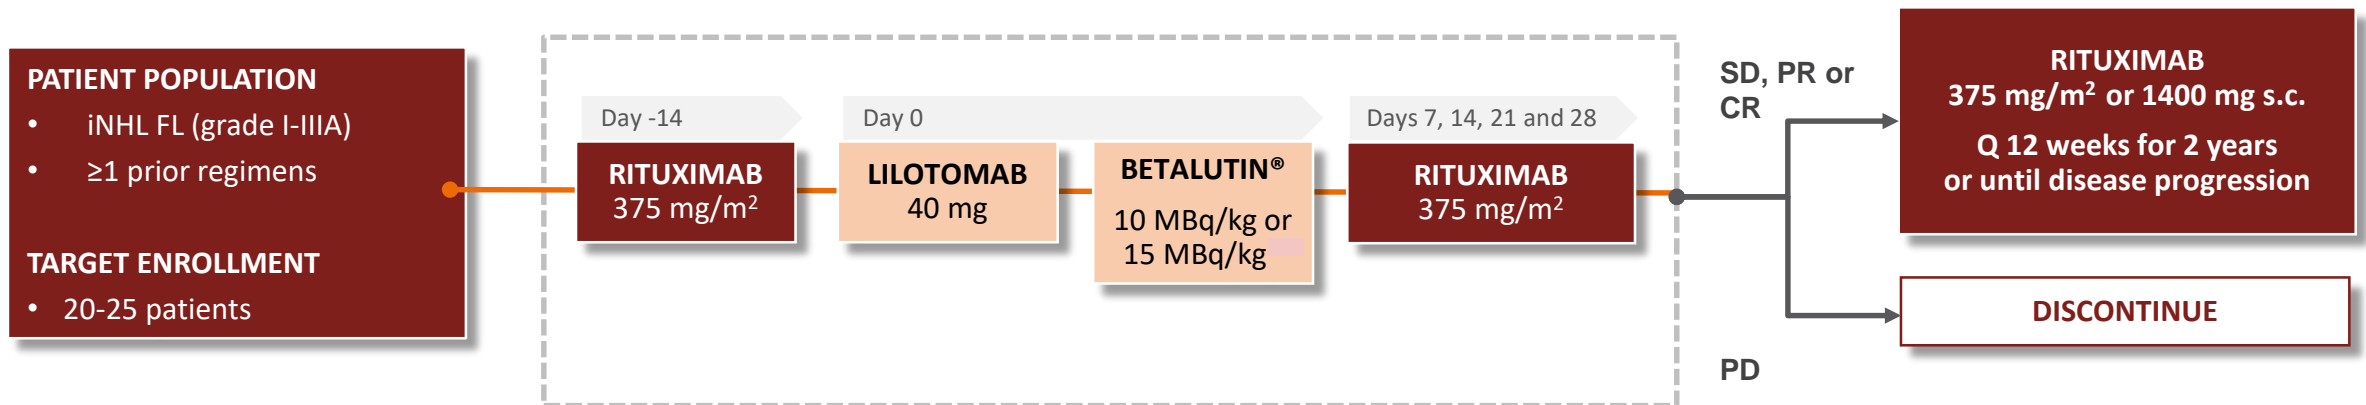 PATIENT POPULATION
• iNHL FL (grade I-IIIA)
• ≥1 prior regimens
TARGET ENROLLMENT
• 20-25 patients
Day -14
RITUXIMAB
375 mg/m²
Day 0
LILOTOMAB
40 mg
BETALUTIN®
10 MBq/kg or
15 MBq/kg
Days 7, 14, 21 and 28
RITUXIMAB
375 mg/m²
SD, PR or
CR
RITUXIMAB
375 mg/m² or 1400 mg s.c.
Q 12 weeks for 2 years
or until disease progression
PD
DISCONTINUE